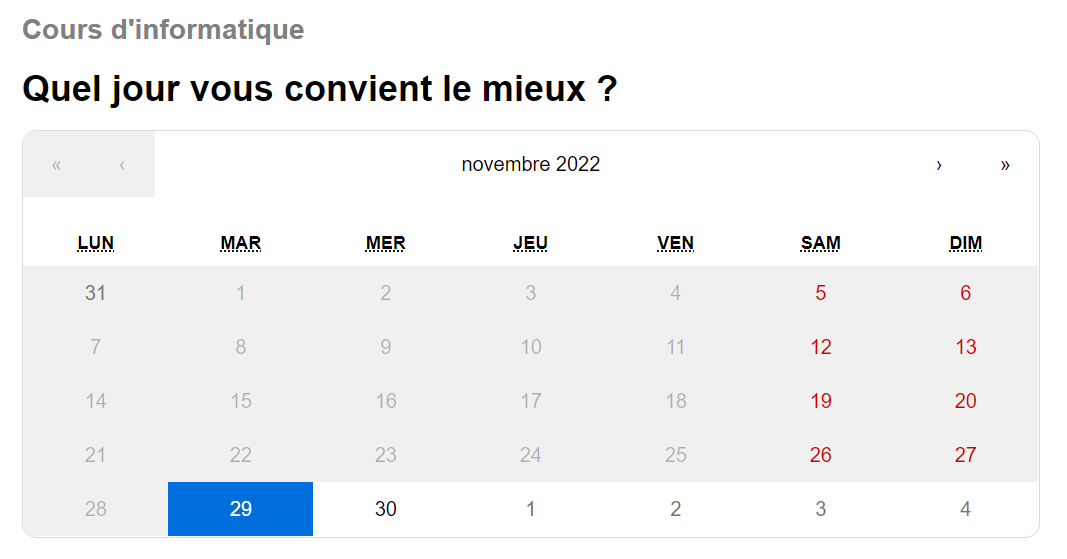 Cours d'informatique
Quel jour vous convient le mieux ?
« ‹ novembre 2022 › »
LUN MAR MER JEU VEN SAM DIM
31 1 2 3 4 5 6
7 8 9 10 11 12 13
14 15 16 17 18 19 20
21 22 23 24 25 26 27
28 29 30 1 2 3 4